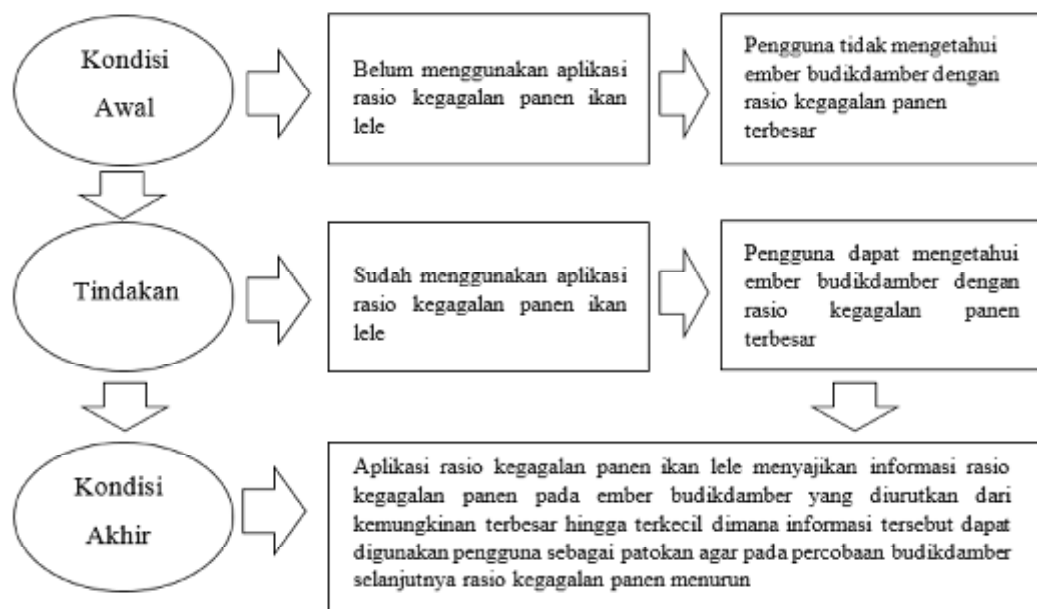 Kondisi
Awal
Belum menggunakan aplikasi
rasio kegagalan panen ikan
lele
Pengguna tidak mengetahui
ember budikdamber dengan
rasio kegagalan panen
terbesar
Tindakan
Sudah menggunakan aplikasi
rasio kegagalan panen ikan
lele
Pengguna dapat mengetahui
ember budikdamber dengan
rasio kegagalan panen
terbesar
Kondisi
Akhir
Aplikasi rasio kegagalan panen ikan lele menyajikan informasi rasio
kegagalan panen pada ember budikdamber yang diurutkan dari
kemungkinan terbesar hingga terkecil dimana informasi tersebut dapat
digunakan pengguna sebagai patokan agar pada percobaan budikdamber
selanjutnya rasio kegagalan panen menurun